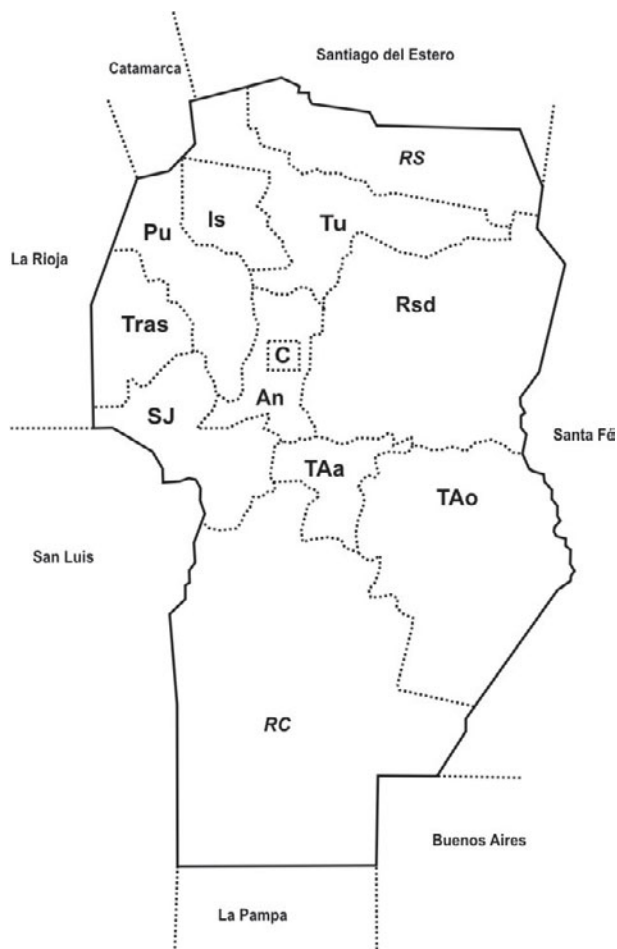 Santiago del Estero
Catamarca
RS
Is
Tu
Pu
La Rioja
Rsd
Tras
C
An
SJ
Santa Fé
TAa
TAo
San Luis
RC
Buenos Aires
La Pampa